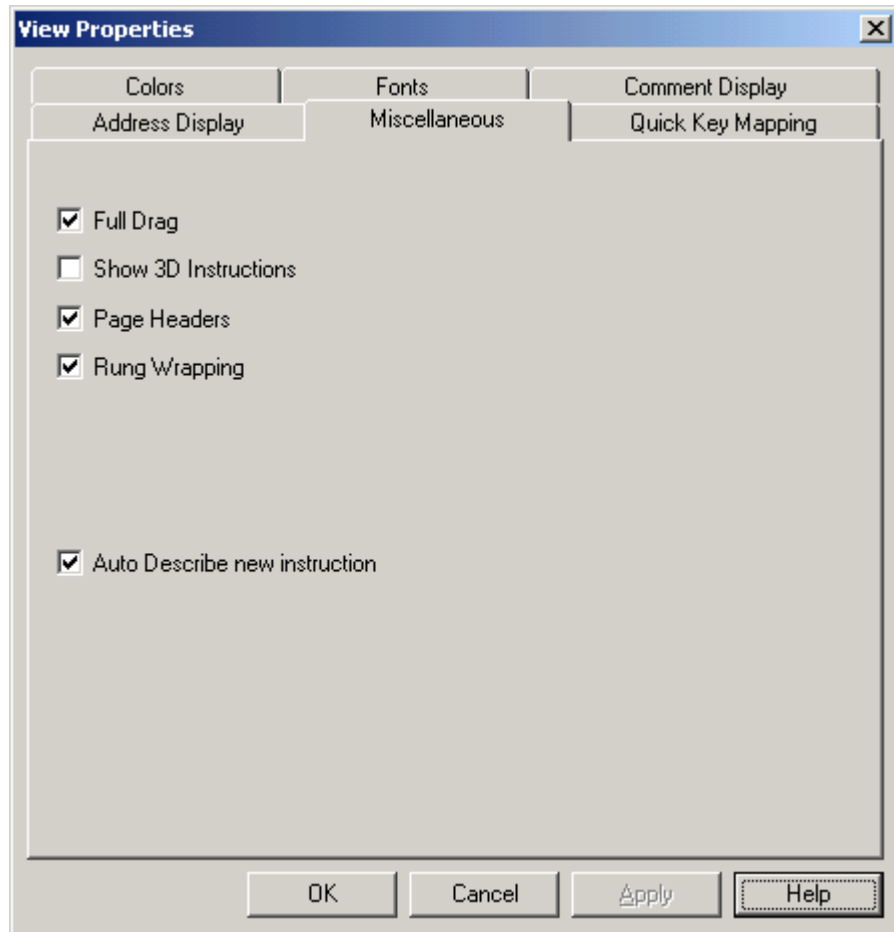 View Properties
Colors Fonts Comment Display
Address Display Miscellaneous Quick Key Mapping
Full Drag
Show 3D Instructions
Page Headers
Rung Wrapping
Auto Describe new instruction
OK Cancel Apply Help